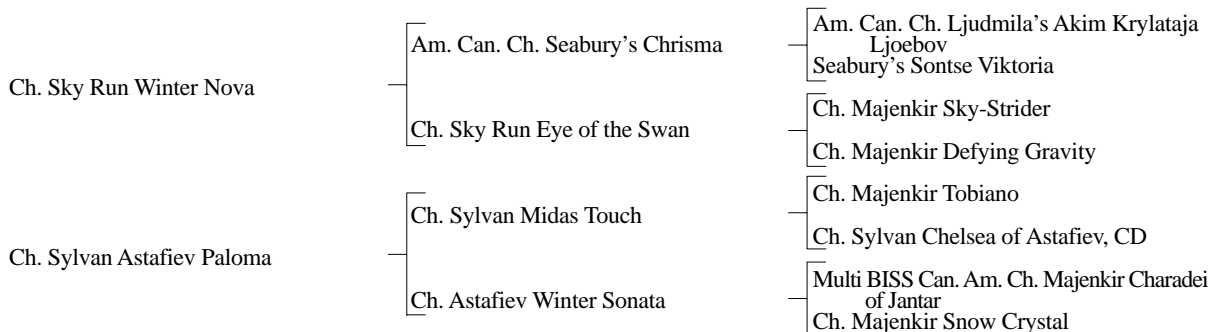 Am. Can. Ch. Ljudmila’s Akim Krylataja
Ljoebov
Am. Can. Ch. Seabury’s Chrisma
Seabury’s Sontse Viktoria
Ch. Sky Run Winter Nova
Ch. Majenkir Sky-Strider
Ch. Sky Run Eye of the Swan
Ch. Majenkir Defying Gravity
Ch. Majenkir Tobiano
Ch. Sylvan Midas Touch
Ch. Sylvan Chelsea of Astafiev, CD
Ch. Sylvan Astafiev Paloma
Multi BISS Can. Am. Ch. Majenkir Charadei
of Jantar
Ch. Astafiev Winter Sonata
Ch. Majenkir Snow Crystal